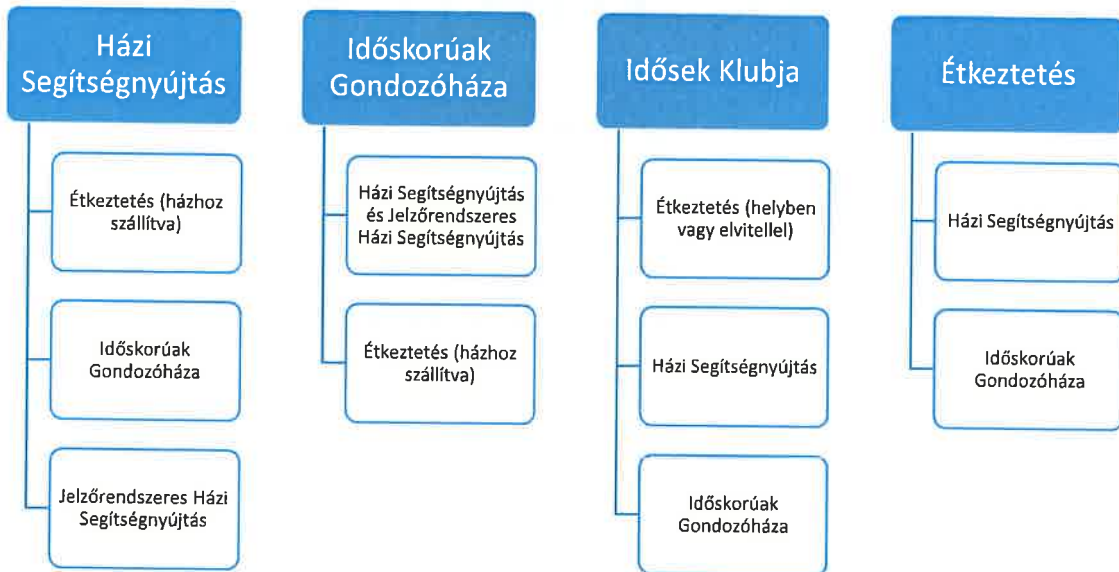 Házi
Segítségnyújtás
Étkeztetés (házhoz
szállítva)
Időskorúak
Gondozóháza
Jelzőrendszeres Házi
Segítségnyújtás
Időskorúak
Gondozóháza
Házi Segítségnyújtás
és Jelzőrendszeres
Házi Segítségnyújtás
Étkeztetés (házhoz
szállítva)
Idősek Klubja
Étkeztetés (helyben
vagy elvitellel)
Házi Segítségnyújtás
Időskorúak
Gondozóháza
Étkeztetés
Házi Segítségnyújtás
Időskorúak
Gondozóháza